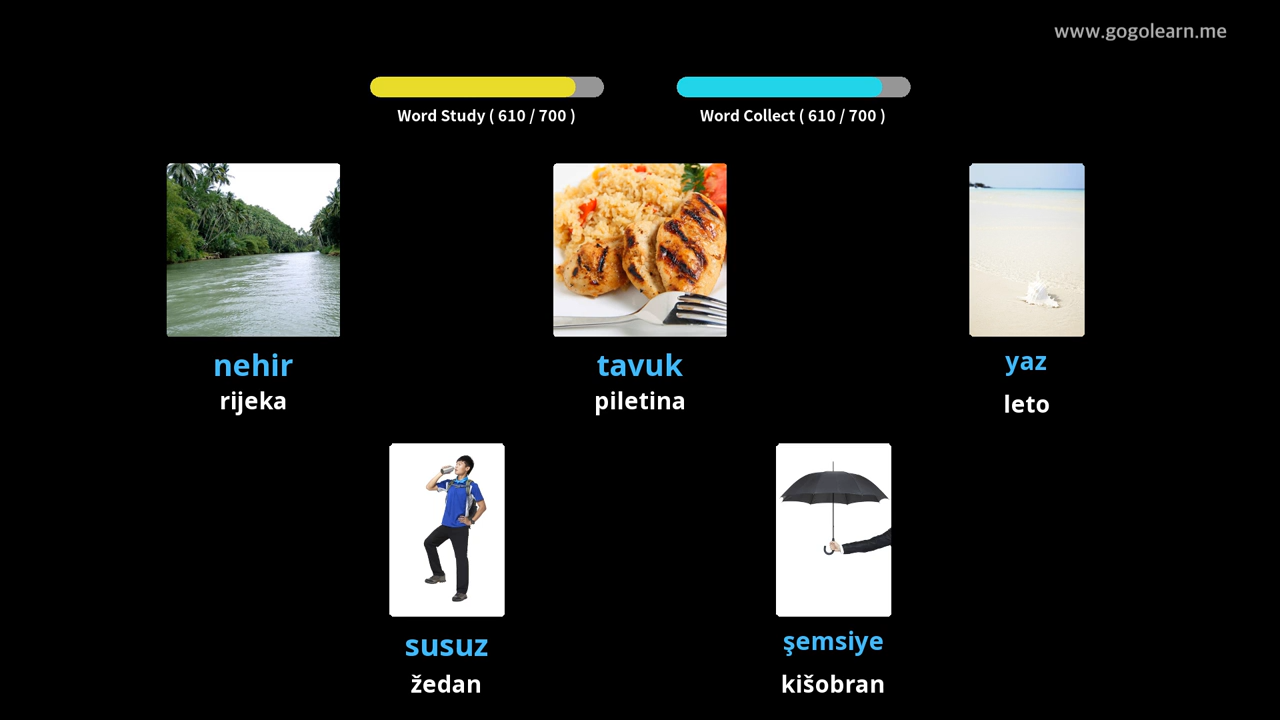 www.gogolearn.me
Word Study ( 610 / 700 )
Word Collect ( 610 / 700 )
nehir
rijeka
tavuk
piletina
yaz
leto
susuz
žedan
şemsiye
kišobran